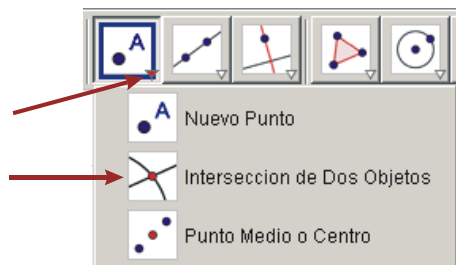 A
A
Nuevo Punto
Interseccion de Dos Objetos
Punto Medio o Centro